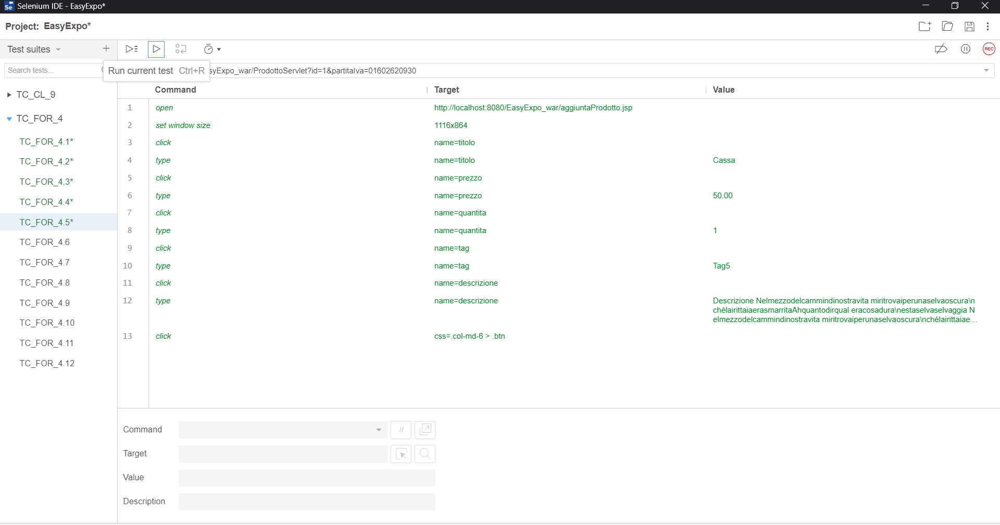 Selenium IDE - EasyExpo*
Project: EasyExpo*
Test suites
Search tests...
Run current test Ctrl+R
syExpo_war/ProdottoServlet?id=1&partitaIva=01602620930
REC
TC_CL_9
TC_FOR_4
TC_FOR_4.1*
TC_FOR_4.2*
TC_FOR_4.3*
TC_FOR_4.4*
TC_FOR_4.5*
TC_FOR_4.6
TC_FOR_4.7
TC_FOR_4.8
TC_FOR_4.9
TC_FOR_4.10
TC_FOR_4.11
TC_FOR_4.12
Command Target Value
1 open http://localhost:8080/EasyExpo_war/aggiuntaProdotto.jsp
2 set window size 1116x864
3 click name=titolo
4 type name=titolo Cassa
5 click name=prezzo
6 type name=prezzo 50.00
7 click name=quantita
8 type name=quantita 1
9 click name=tag
10 type name=tag Tag5
11 click name=descrizione
12 type name=descrizione Descrizione Nelmezzodelcammindinostravita miritrovaiperunaselvaoscura\n
chélairittaiaerasmarritaAhquantodirqual eracosadura\nestaselvaselvaggia N
elmezzodelcammindinostravita miritrovaiperunaselvaoscura\nchélairittaiae...
13 click css=.col-md-6 > .btn
Command
//
Target
Value
Description